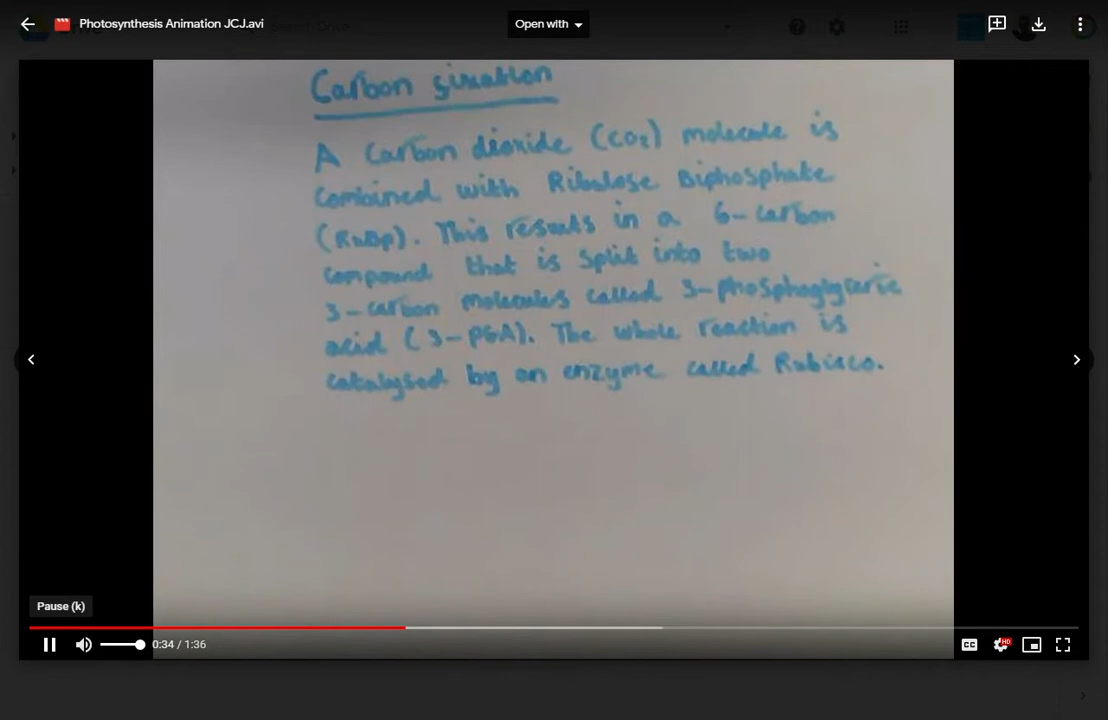 Photosynthesis Animation JCJ.avi
Open with
Carbon fixation
A Carbon dioxide (CO₂) molecule is
combined with Ribulose Biphosphate
(RuBp). This results in a 6-carbon
compound that is split into two
3-carbon molecules called 3-phosphoglyceric
acid (3-PGA). The whole reaction is
catalysed by an enzyme called Rubisco.
Pause (k)
0:34 / 1:36
CC
HD